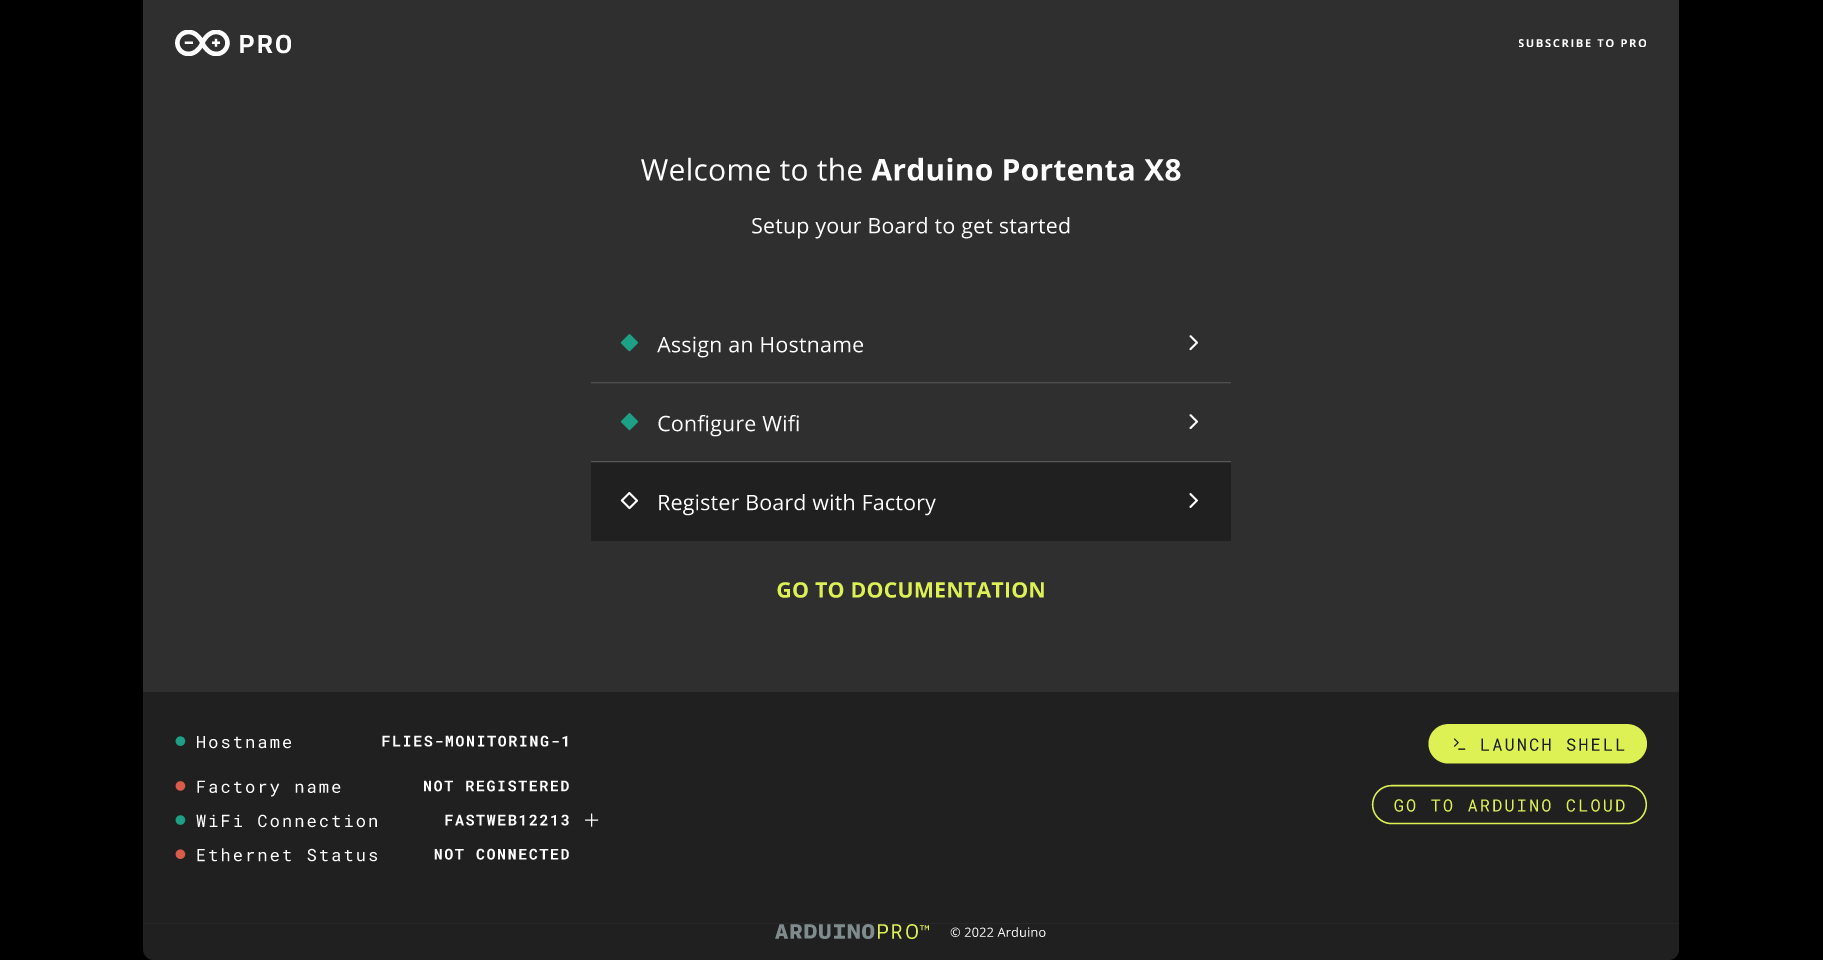 PRO
SUBSCRIBE TO PRO
Welcome to the Arduino Portenta X8
Setup your Board to get started
Assign an Hostname
Configure Wifi
Register Board with Factory
GO TO DOCUMENTATION
Hostname FLIES-MONITORING-1
Factory name NOT REGISTERED
WiFi Connection FASTWEB12213 +
Ethernet Status NOT CONNECTED
>_ LAUNCH SHELL
GO TO ARDUINO CLOUD
ARDUINOPRO™ © 2022 Arduino